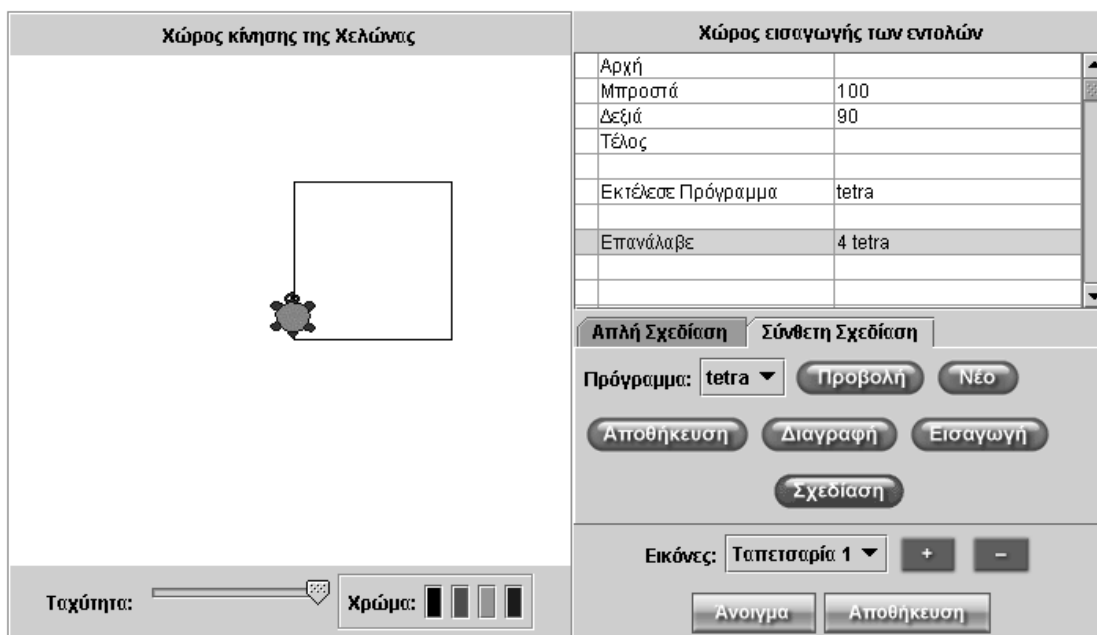 Χώρος κίνησης της Χελώνας
Χώρος εισαγωγής των εντολών
Αρχή
Μπροστά 100
Δεξιά 90
Τέλος
Εκτέλεσε Πρόγραμμα tetra
Επανάλαβε 4 tetra
Απλή Σχεδίαση Σύνθετη Σχεδίαση
Πρόγραμμα: tetra Προβολή Νέο
Αποθήκευση Διαγραφή Εισαγωγή
Σχεδίαση
Εικόνες: Ταπετσαρία 1 + -
Ταχύτητα: Χρώμα:
Άνοιγμα Αποθήκευση